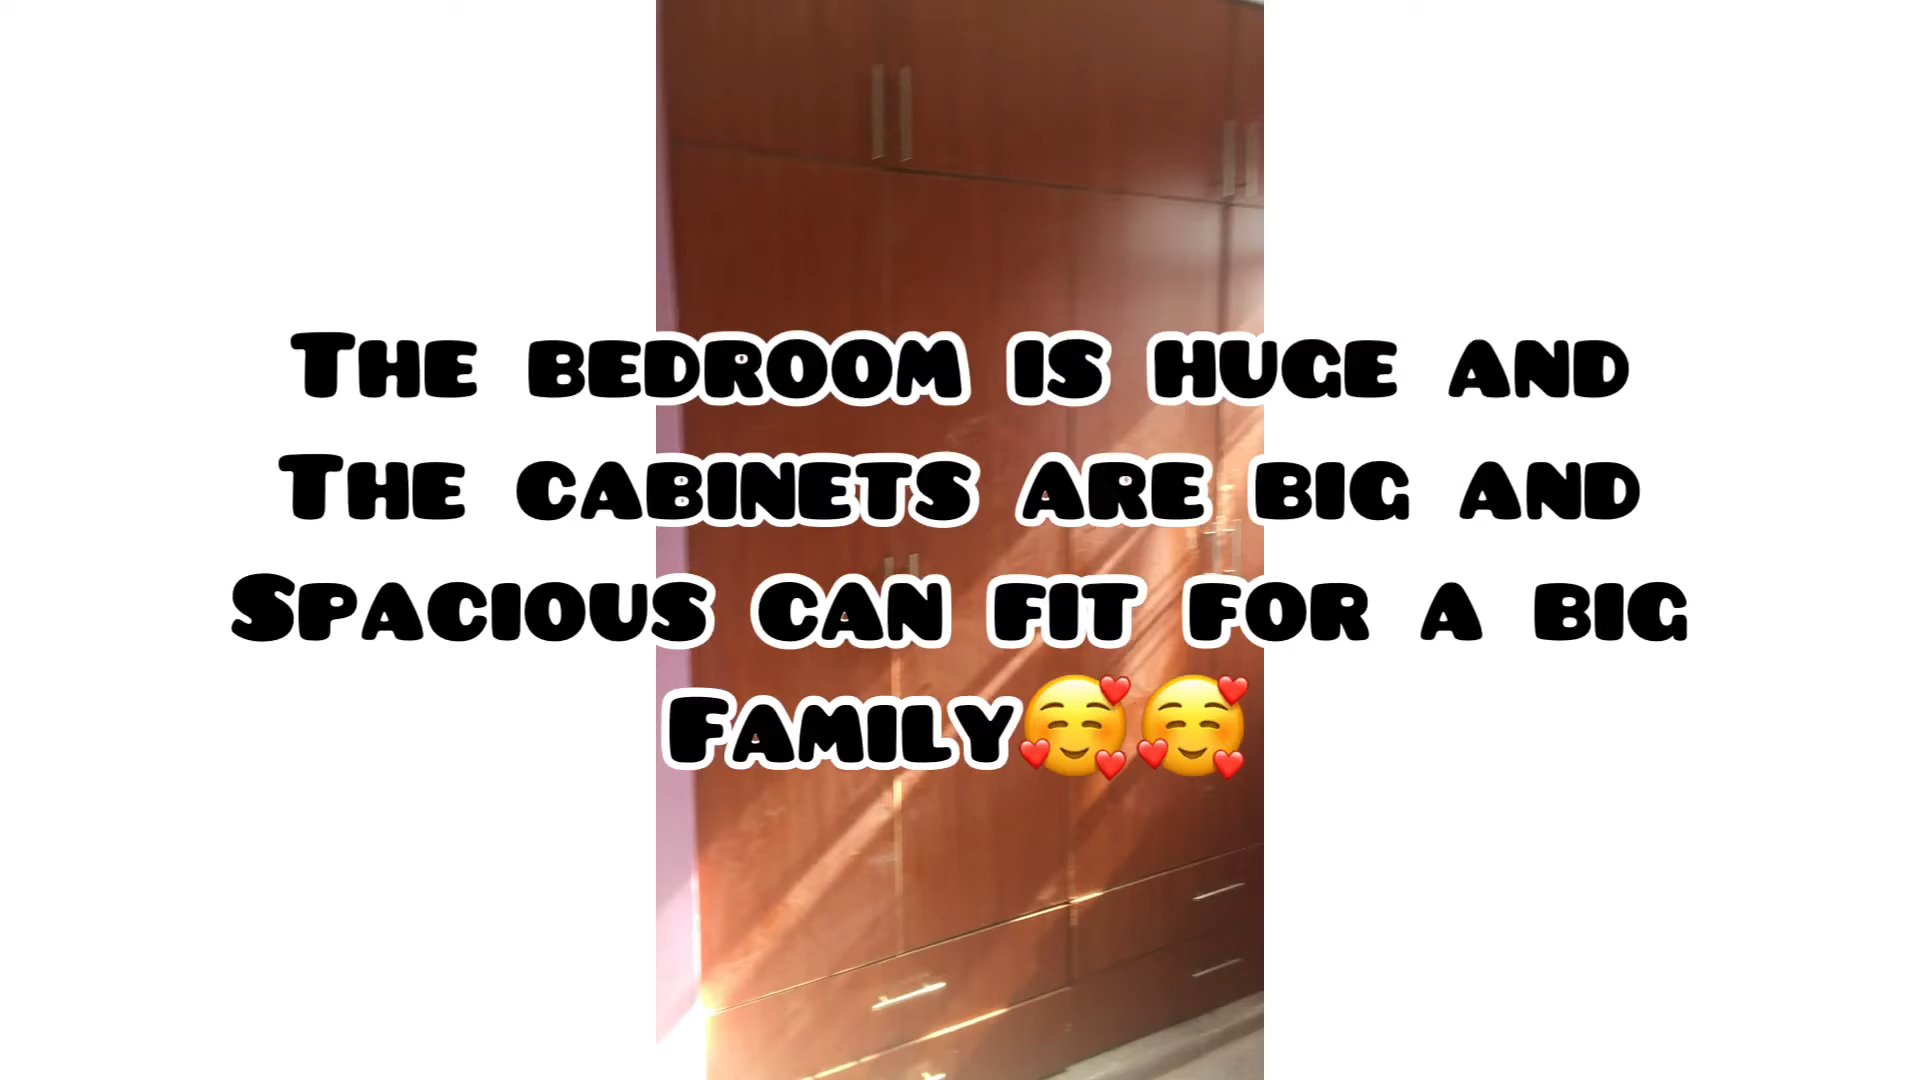 The bedroom is huge and
The cabinets are big and
Spacious can fit for a big
Family🥰🥰